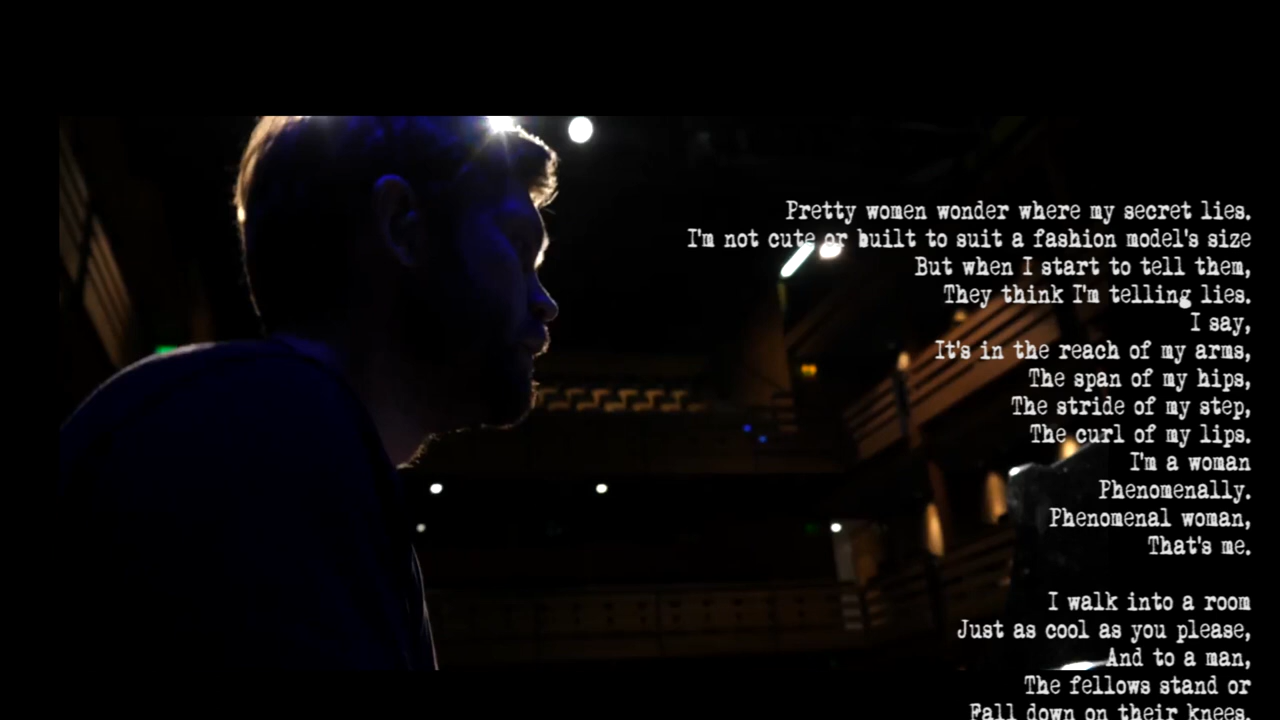 Pretty women wonder where my secret lies.
I'm not cute or built to suit a fashion model's size
But when I start to tell them,
They think I'm telling lies.
I say,
It's in the reach of my arms,
The span of my hips,
The stride of my step,
The curl of my lips.
I'm a woman
Phenomenally.
Phenomenal woman,
That's me.
I walk into a room
Just as cool as you please,
And to a man,
The fellows stand or
Fall down on their knees.